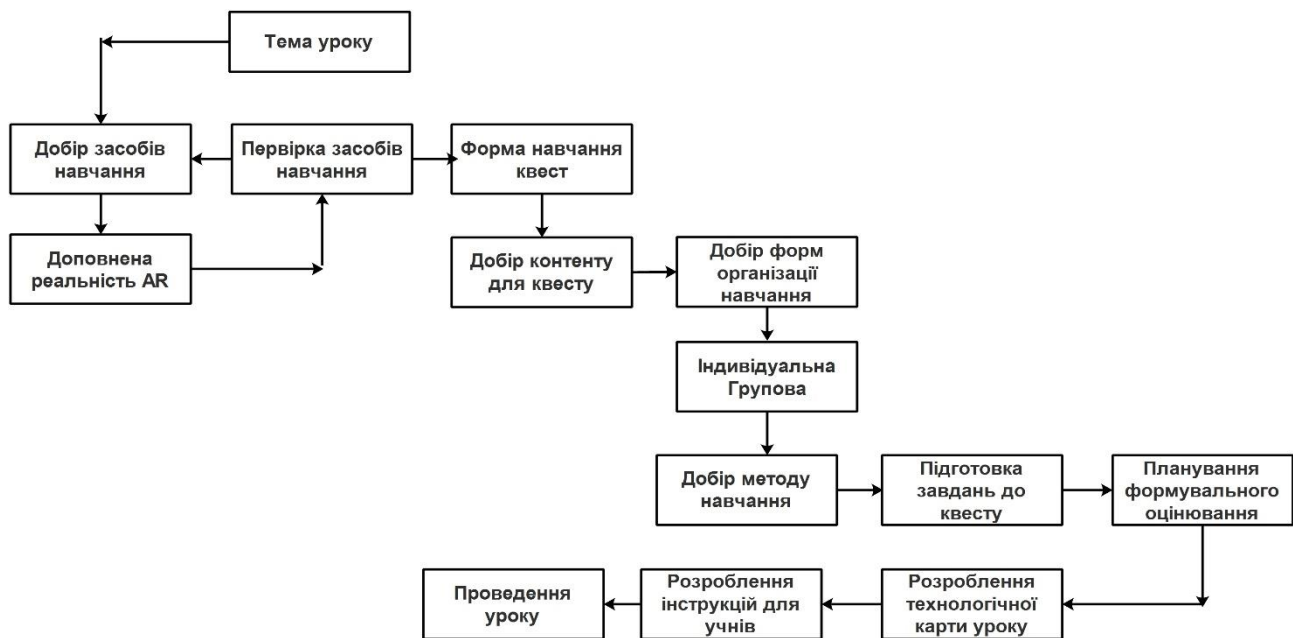 Тема уроку
Добір засобів
навчання
Первірка засобів
навчання
Форма навчання
квест
Доповнена
реальність AR
Добір контенту
для квесту
Добір форм
організації
навчання
Індивідуальна
Групова
Добір методу
навчання
Підготовка
завдань до
квесту
Планування
формувального
оцінювання
Проведення
уроку
Розроблення
інструкцій для
учнів
Розроблення
технологічної
карти уроку